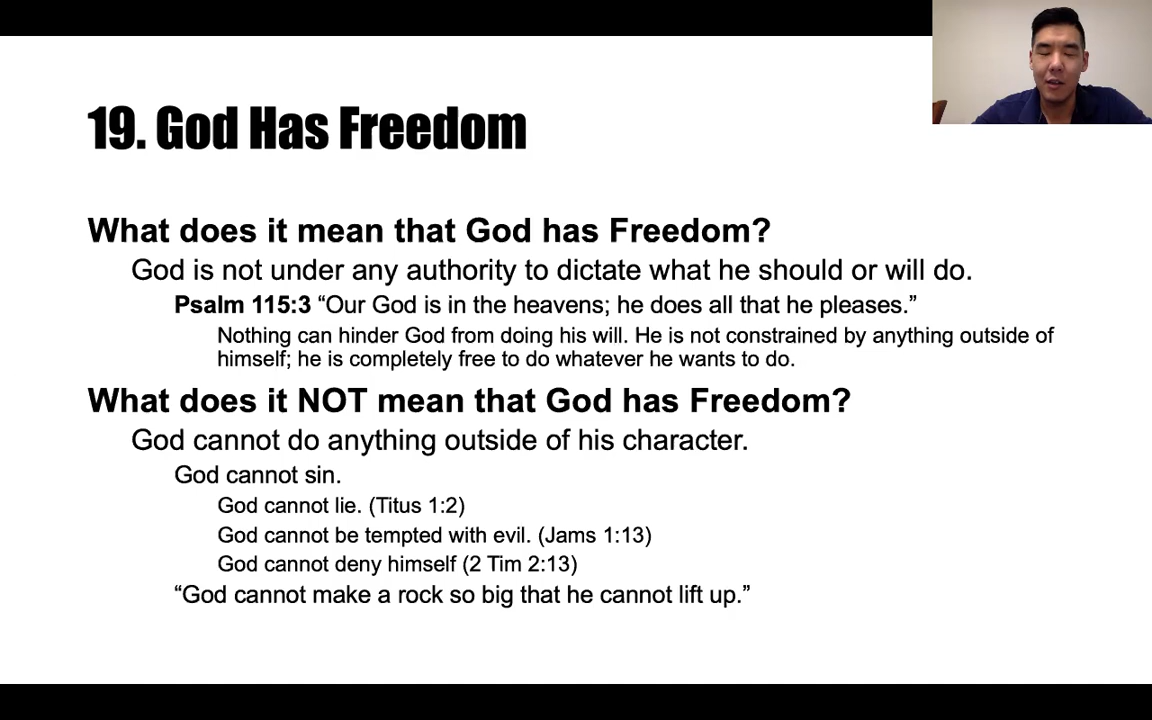 19. God Has Freedom
What does it mean that God has Freedom?
God is not under any authority to dictate what he should or will do.
Psalm 115:3 “Our God is in the heavens; he does all that he pleases.”
Nothing can hinder God from doing his will. He is not constrained by anything outside of
himself; he is completely free to do whatever he wants to do.
What does it NOT mean that God has Freedom?
God cannot do anything outside of his character.
God cannot sin.
God cannot lie. (Titus 1:2)
God cannot be tempted with evil. (Jams 1:13)
God cannot deny himself (2 Tim 2:13)
“God cannot make a rock so big that he cannot lift up.”